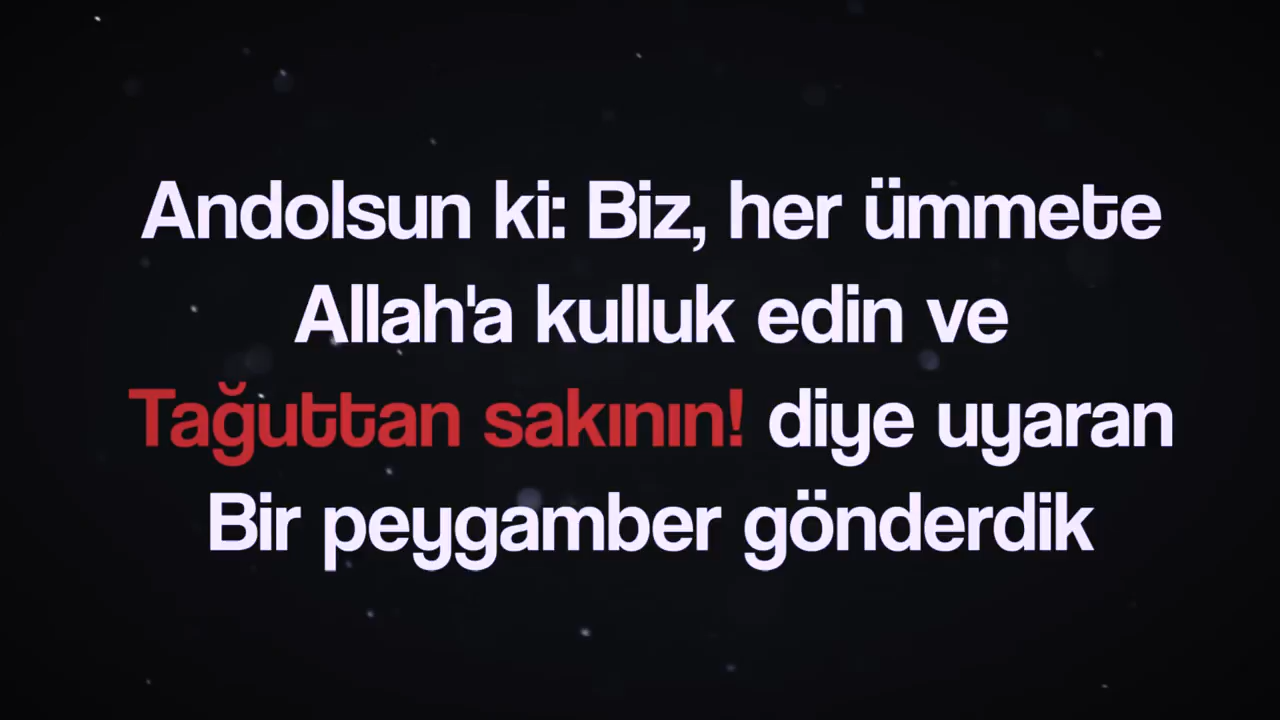 Andolsun ki: Biz, her ümmete
Allah'a kulluk edin ve
Tağuttan sakının! diye uyaran
Bir peygamber gönderdik